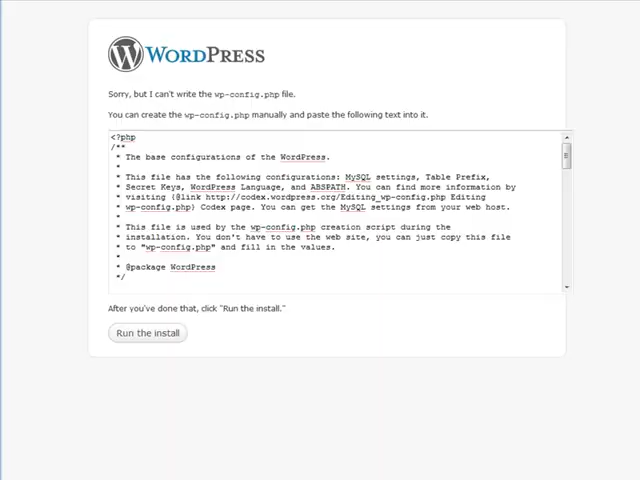 WORDPRESS
Sorry, but I can't write the wp-config.php file.
You can create the wp-config.php manually and paste the following text into it.
<?php
/**
* The base configurations of the WordPress.
*
* This file has the following configurations: MySQL settings, Table Prefix,
* Secret Keys, WordPress Language, and ABSPATH. You can find more information by
* visiting {@link http://codex.wordpress.org/Editing_wp-config.php Editing
* wp-config.php} Codex page. You can get the MySQL settings from your web host.
*
* This file is used by the wp-config.php creation script during the
* installation. You don't have to use the web site, you can just copy this file
* to "wp-config.php" and fill in the values.
*
* @package WordPress
*/
After you've done that, click "Run the install."
Run the install